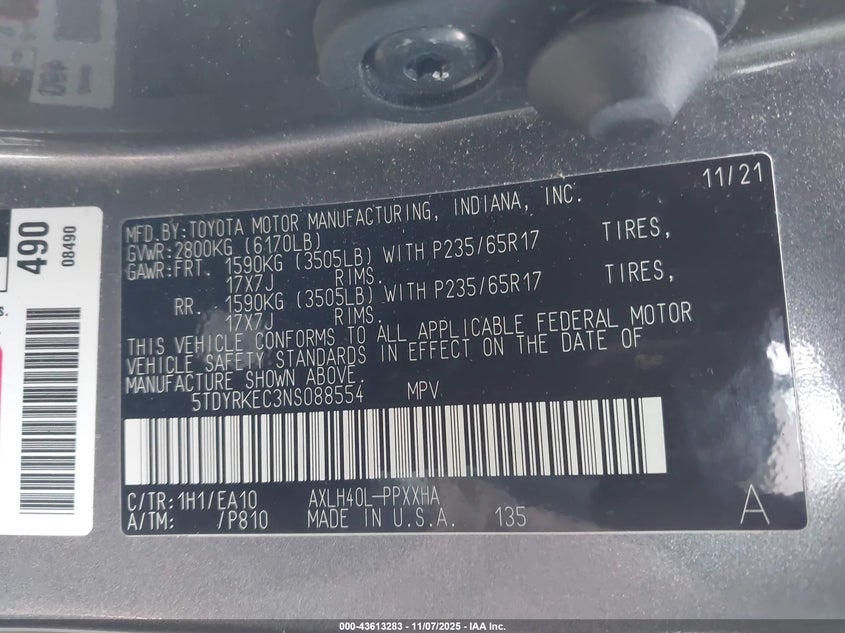 490
08490
s.
11/21
MFD.BY:TOYOTA MOTOR MANUFACTURING, INDIANA, INC.
GVWR:2800KG (6170LB)
GAWR:FRT. 1590KG (3505LB) WITH P235/65R17 TIRES,
17X7J RIMS.
RR. 1590KG (3505LB) WITH P235/65R17 TIRES,
17X7J RIMS.
THIS VEHICLE CONFORMS TO ALL APPLICABLE FEDERAL MOTOR
VEHICLE SAFETY STANDARDS IN EFFECT ON THE DATE OF
MANUFACTURE SHOWN ABOVE.
5TDYRKEC3NS088554 MPV
C/TR:1H1/EA10 AXLH40L-PPXXHA
A/TM: /P810 MADE IN U.S.A. 135 A
000-43613283 - 11/07/2025 - IAA Inc.